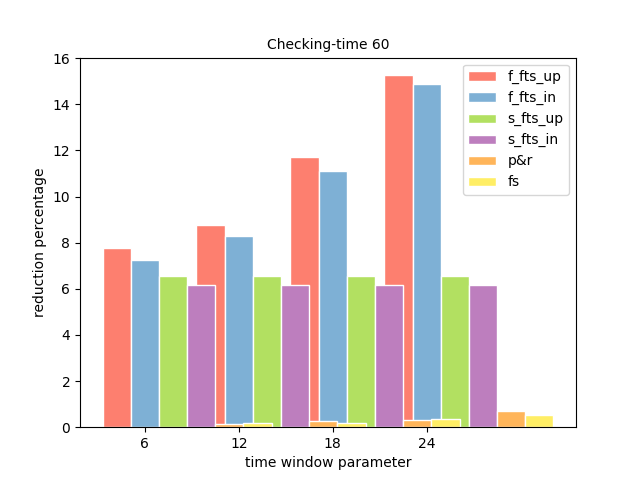 Checking-time 60
16
14
12
10
8
6
4
2
0
reduction percentage
f_fts_up
f_fts_in
s_fts_up
s_fts_in
p&r
fs
6 12 18 24
time window parameter